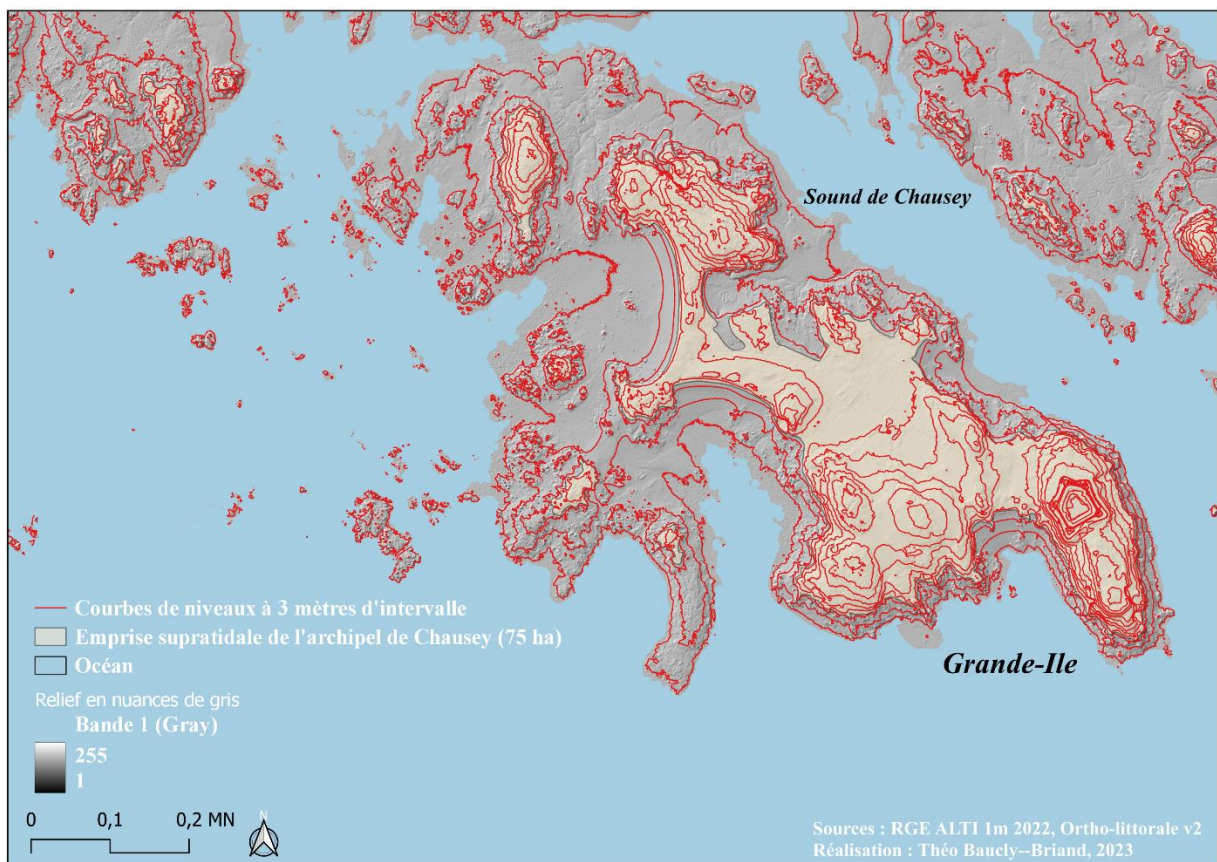 Sound de Chausey
Courbes de niveaux à 3 mètres d'intervalle
Emprise supratidale de l'archipel de Chausey (75 ha)
Océan
Grande-Ile
Relief en nuances de gris
Bande 1 (Gray)
255
1
0 0,1 0,2 MN
N
Sources : RGE ALTI 1m 2022, Ortho-littorale v2
Réalisation : Théo Baucly--Briand, 2023